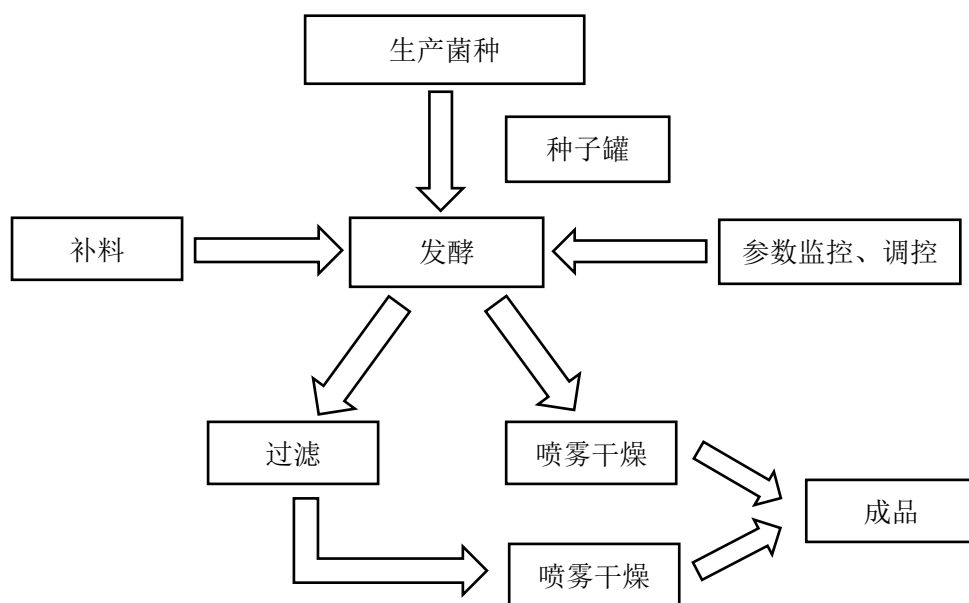 生产菌种
种子罐
补料
发酵
参数监控、调控
过滤
喷雾干燥
成品
喷雾干燥